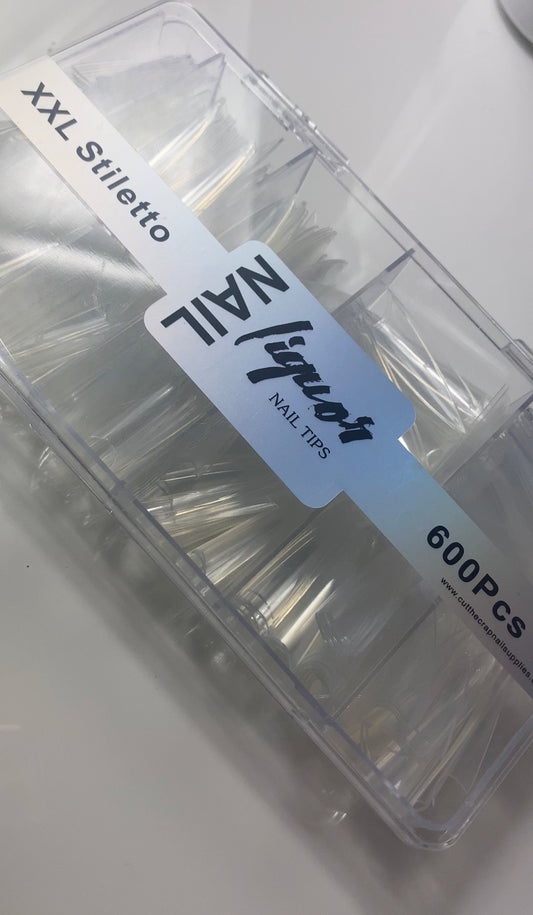 XXL Stiletto
NAIL
liquor
NAIL TIPS
600Pcs